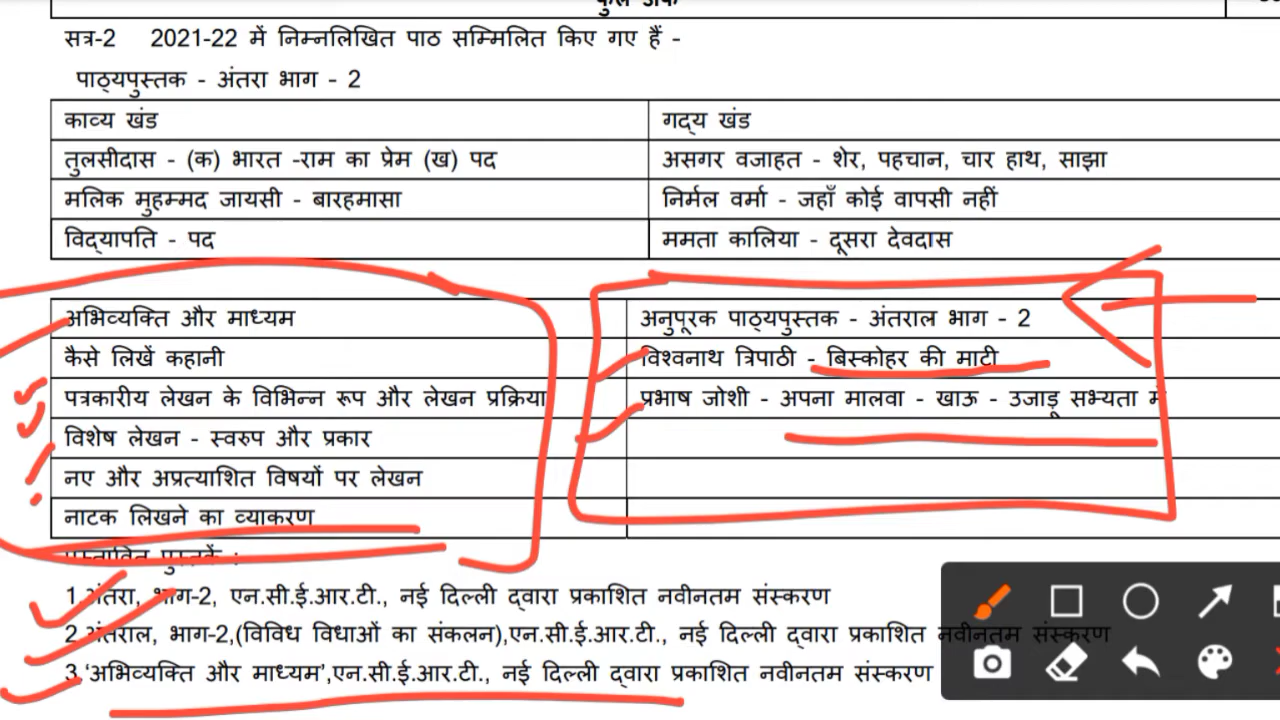 कुल अंक
सत्र-2 2021-22 में निम्नलिखित पाठ सम्मिलित किए गए हैं -
पाठ्यपुस्तक - अंतरा भाग - 2
काव्य खंड गद्य खंड
तुलसीदास - (क) भारत -राम का प्रेम (ख) पद असगर वजाहत - शेर, पहचान, चार हाथ, साझा
मलिक मुहम्मद जायसी - बारहमासा निर्मल वर्मा - जहाँ कोई वापसी नहीं
विद्यापति - पद ममता कालिया - दूसरा देवदास
अभिव्यक्ति और माध्यम अनुपूरक पाठ्यपुस्तक - अंतराल भाग - 2
कैसे लिखें कहानी विश्वनाथ त्रिपाठी - बिस्कोहर की माटी
पत्रकारीय लेखन के विभिन्न रूप और लेखन प्रक्रिया प्रभाष जोशी - अपना मालवा - खाऊ - उजाड़ू सभ्यता में
विशेष लेखन - स्वरुप और प्रकार
नए और अप्रत्याशित विषयों पर लेखन
नाटक लिखने का व्याकरण
प्रस्तावित पुस्तकें :
1.अंतरा, भाग-2, एन.सी.ई.आर.टी., नई दिल्ली द्वारा प्रकाशित नवीनतम संस्करण
2.अंतराल, भाग-2,(विविध विधाओं का संकलन),एन.सी.ई.आर.टी., नई दिल्ली द्वारा प्रकाशित नवीनतम संस्करण
3.‘अभिव्यक्ति और माध्यम’,एन.सी.ई.आर.टी., नई दिल्ली द्वारा प्रकाशित नवीनतम संस्करण